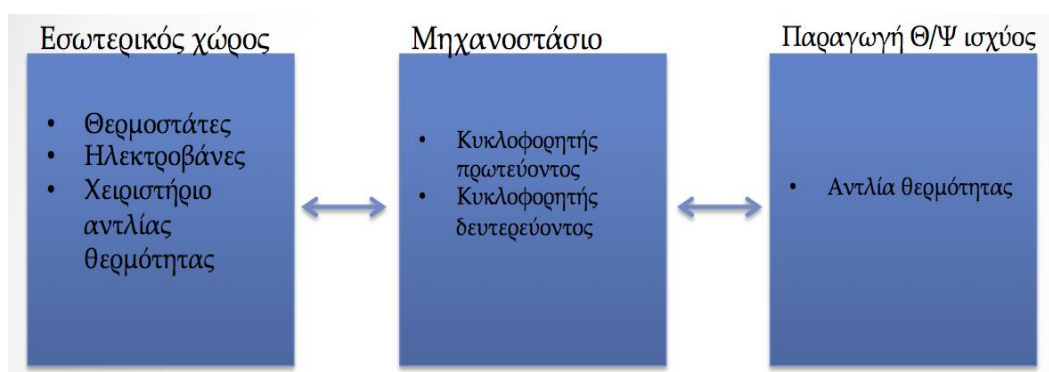 Εσωτερικός χώρος
• Θερμοστάτες
• Ηλεκτροβάνες
• Χειριστήριο
αντλίας
θερμότητας
Μηχανοστάσιο
• Κυκλοφορητής
πρωτεύοντος
• Κυκλοφορητής
δευτερεύοντος
Παραγωγή Θ/Ψ ισχύος
• Αντλία θερμότητας